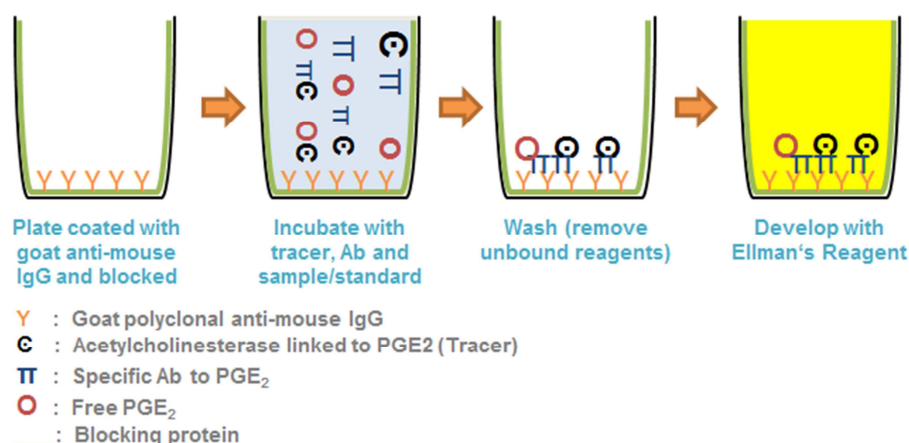 Plate coated with
goat anti-mouse
IgG and blocked
Incubate with
tracer, Ab and
sample/standard
Wash (remove
unbound reagents)
Develop with
Ellman‘s Reagent
Y : Goat polyclonal anti-mouse IgG
: Acetylcholinesterase linked to PGE2 (Tracer)
π : Specific Ab to PGE₂
O : Free PGE₂
: Blocking protein